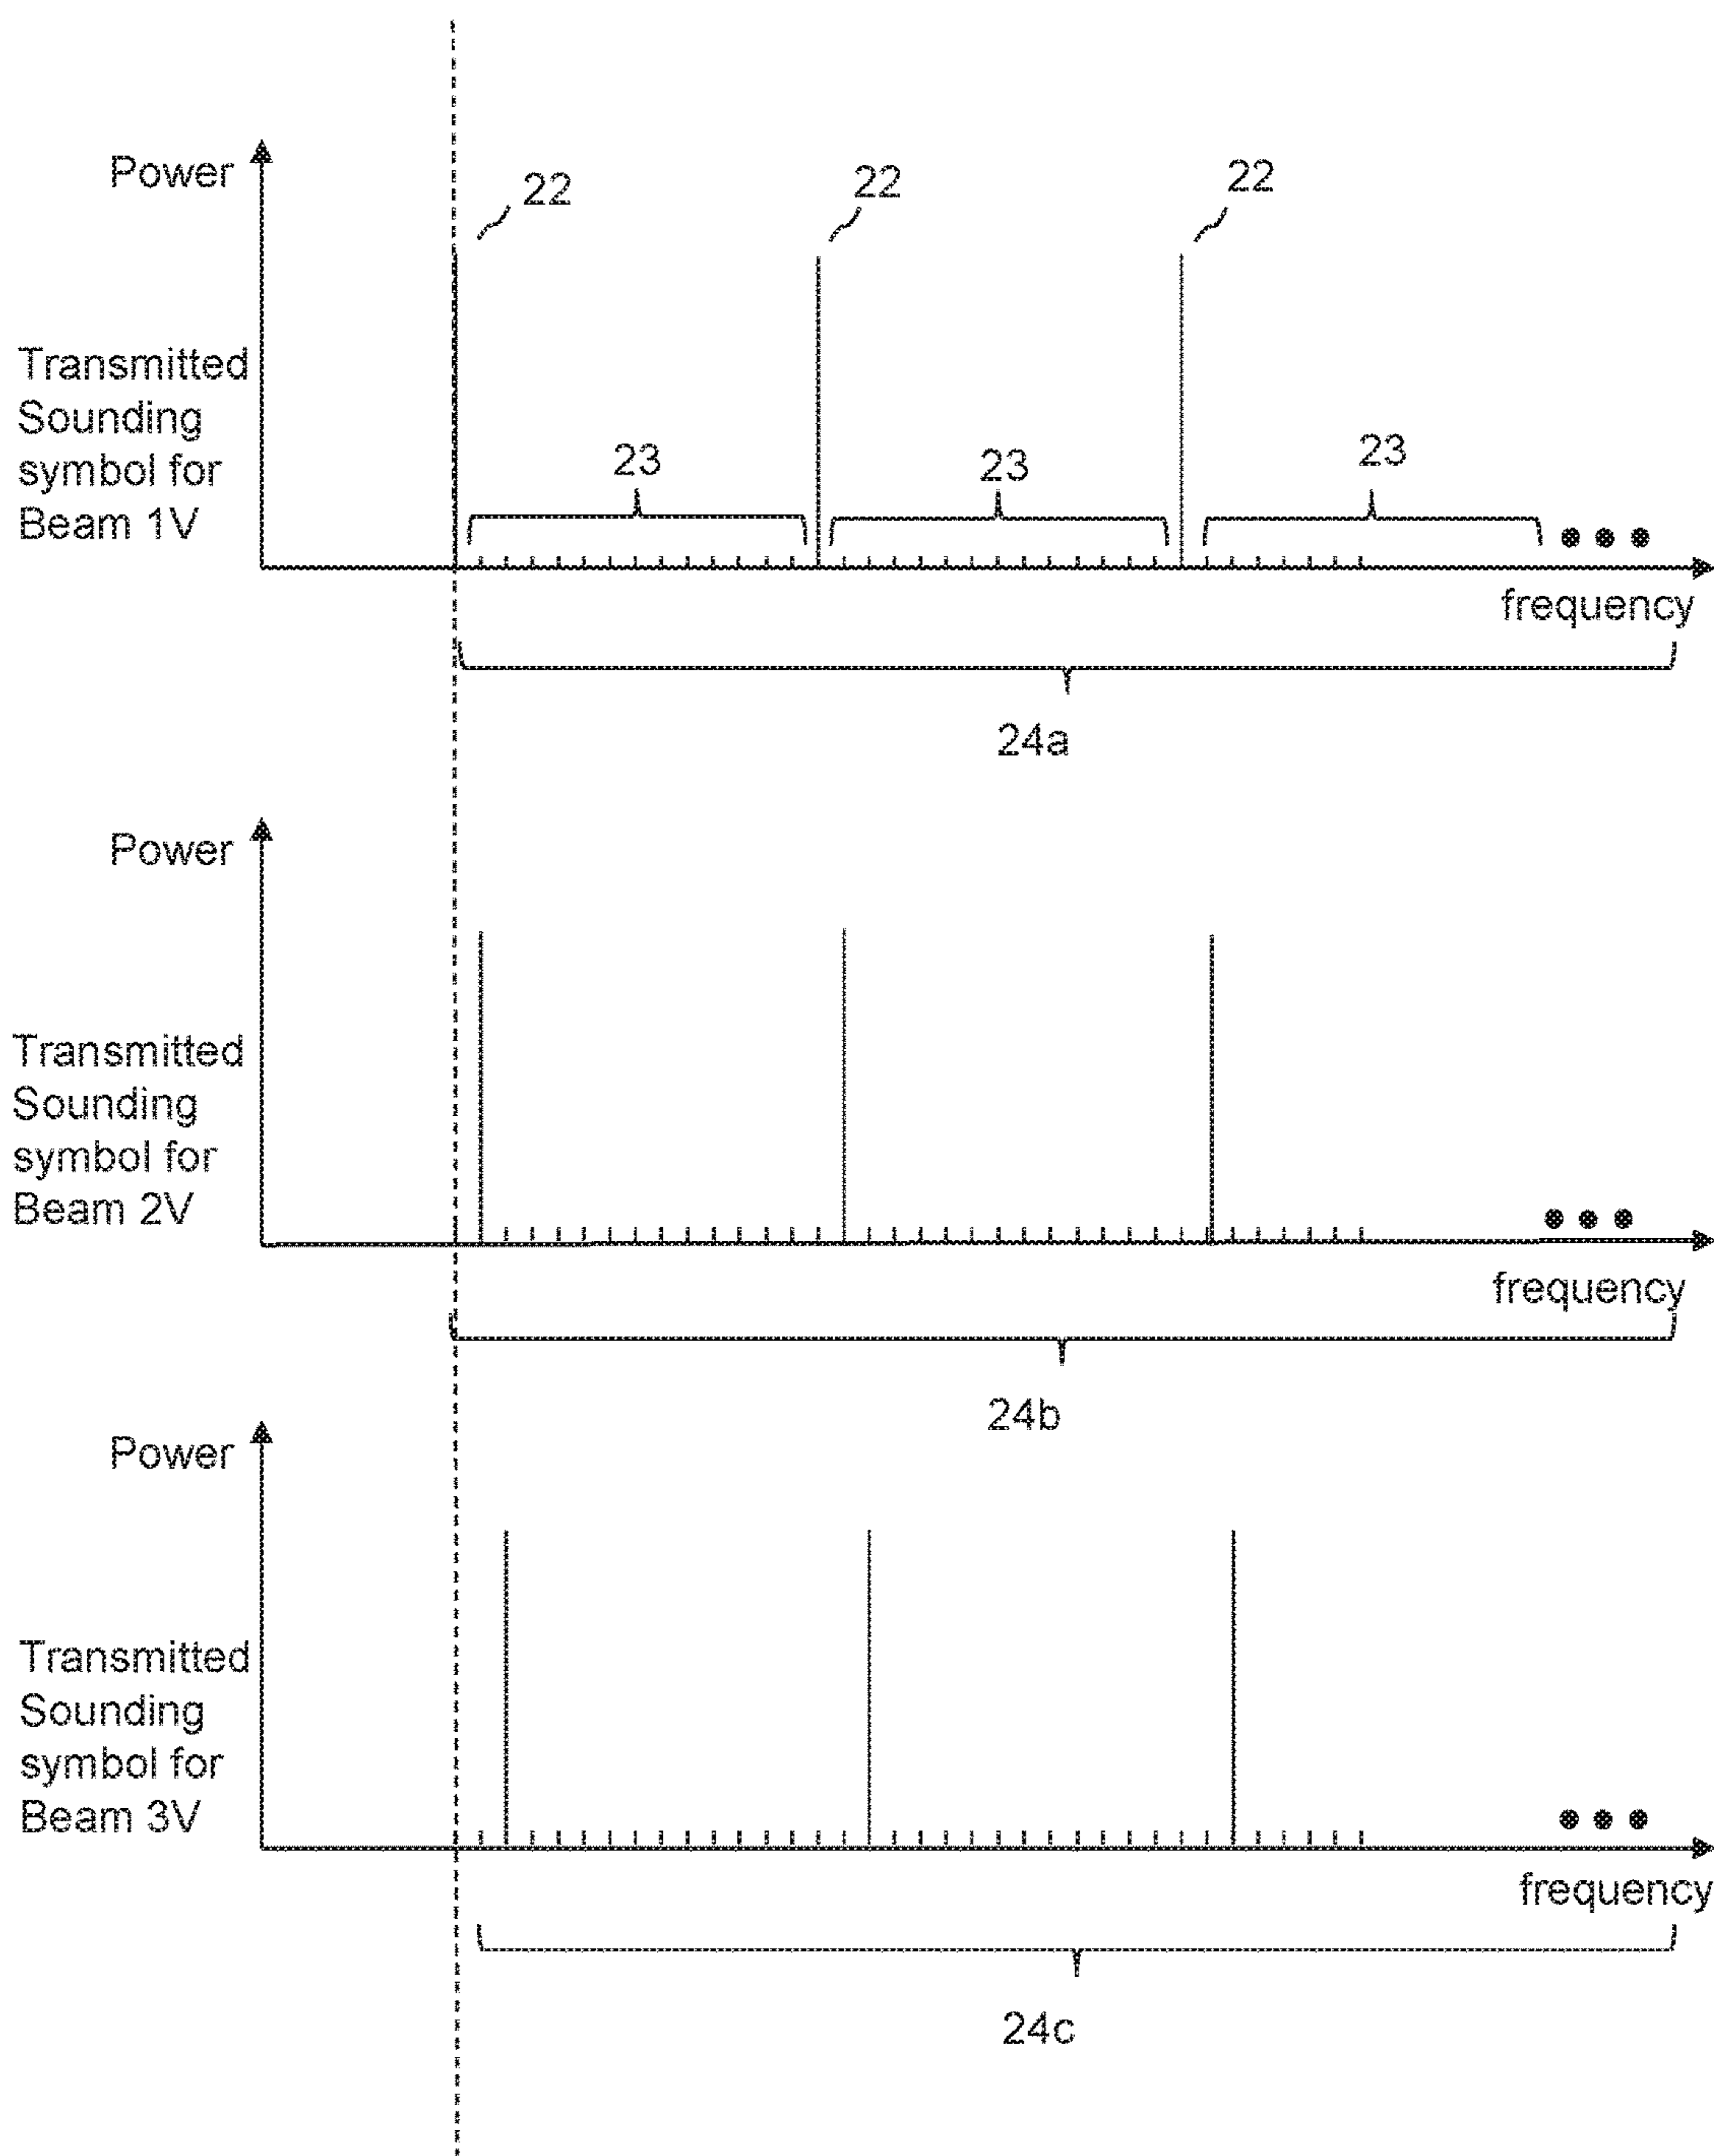 Power
22
22
22
Transmitted
Sounding
symbol for
Beam 1V
23
23
23
frequency
24a
Power
Transmitted
Sounding
symbol for
Beam 2V
frequency
24b
Power
Transmitted
Sounding
symbol for
Beam 3V
frequency
24c